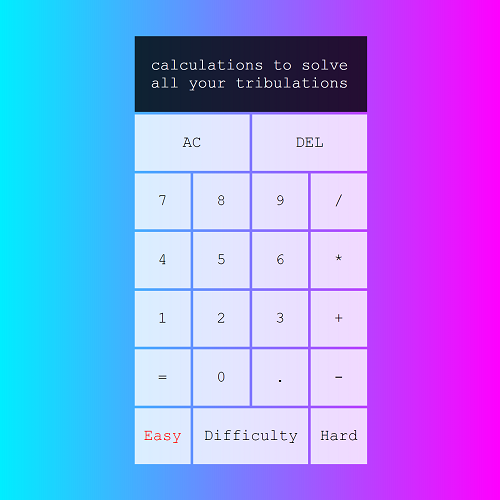 calculations to solve
all your tribulations
AC DEL
7 8 9 /
4 5 6 *
1 2 3 +
= 0 . -
Easy Difficulty Hard